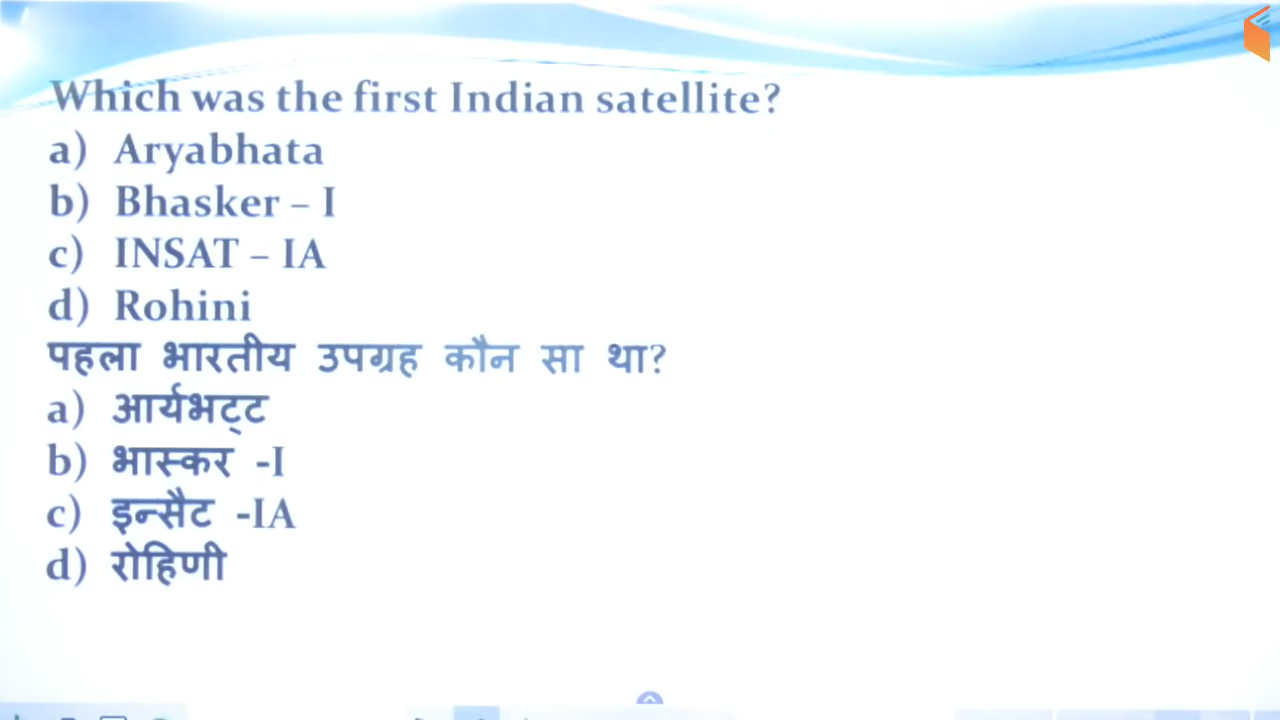 Which was the first Indian satellite?
a) Aryabhata
b) Bhasker – I
c) INSAT – IA
d) Rohini
पहला भारतीय उपग्रह कौन सा था?
a) आर्यभट्ट
b) भास्कर -I
c) इन्सैट -IA
d) रोहिणी